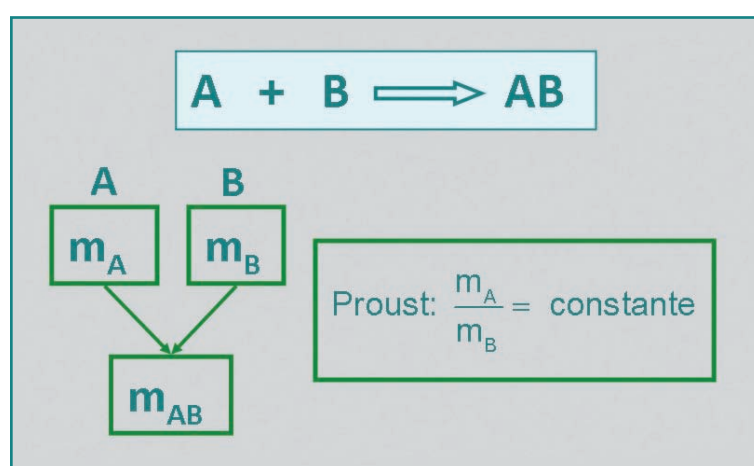 A + B ⟹ AB
A B
m_A m_B
Proust: m_A/m_B = constante
m_AB